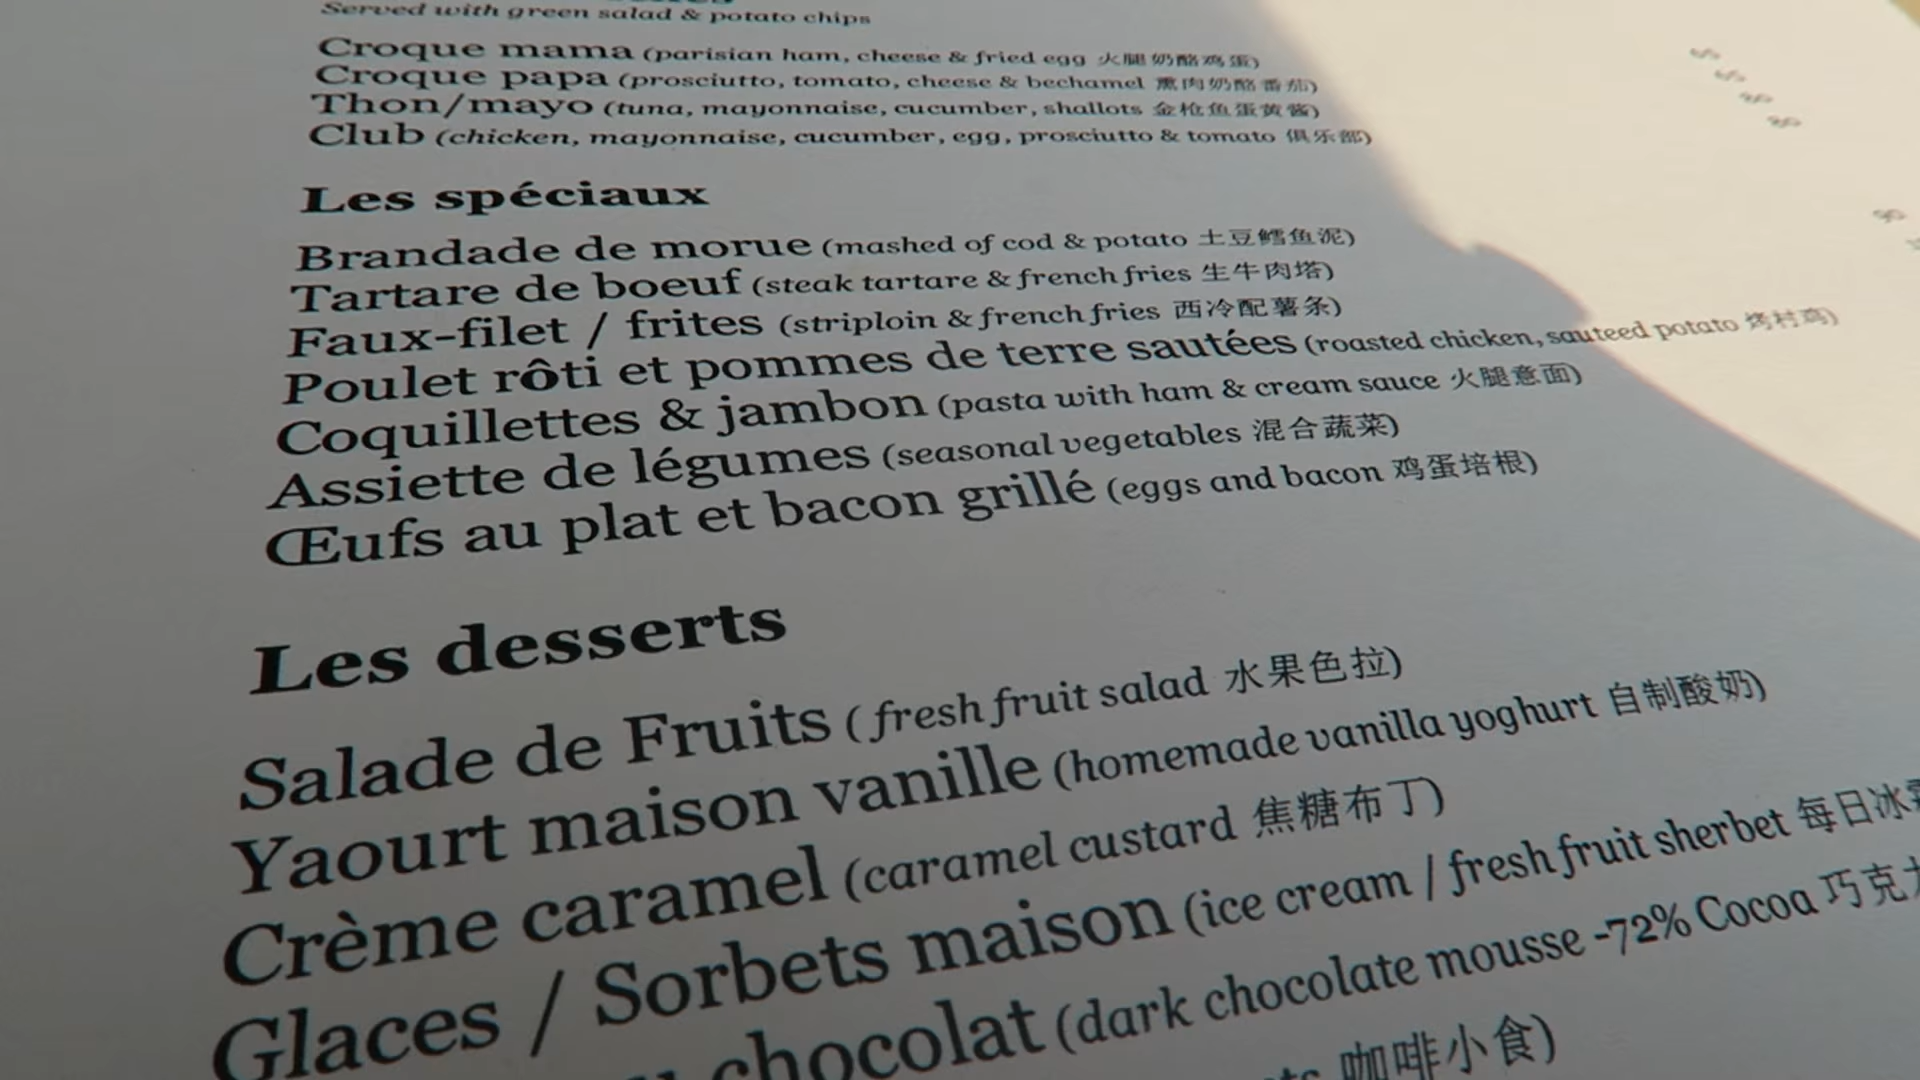 Served with green salad & potato chips
Croque mama (parisian ham, cheese & fried egg 火腿奶酪鸡蛋)
Croque papa (prosciutto, tomato, cheese & bechamel 熏肉奶酪番茄)
Thon/mayo (tuna, mayonnaise, cucumber, shallots 金枪鱼蛋黄酱)
Club (chicken, mayonnaise, cucumber, egg, prosciutto & tomato 俱乐部)
Les spéciaux
Brandade de morue (mashed of cod & potato 土豆鳕鱼泥)
Tartare de boeuf (steak tartare & french fries 生牛肉塔)
Faux-filet / frites (striploin & french fries 西冷配薯条)
Poulet rôti et pommes de terre sautées (roasted chicken, sauteed potato 烤村鸡)
Coquillettes & jambon (pasta with ham & cream sauce 火腿意面)
Assiette de légumes (seasonal vegetables 混合蔬菜)
Œufs au plat et bacon grillé (eggs and bacon 鸡蛋培根)
Les desserts
Salade de Fruits (fresh fruit salad 水果色拉)
Yaourt maison vanille (homemade vanilla yoghurt 自制酸奶)
Crème caramel (caramel custard 焦糖布丁)
Glaces / Sorbets maison (ice cream / fresh fruit sherbet 每日冰
chocolat (dark chocolate mousse -72% Cocoa 巧克
咖啡小食)